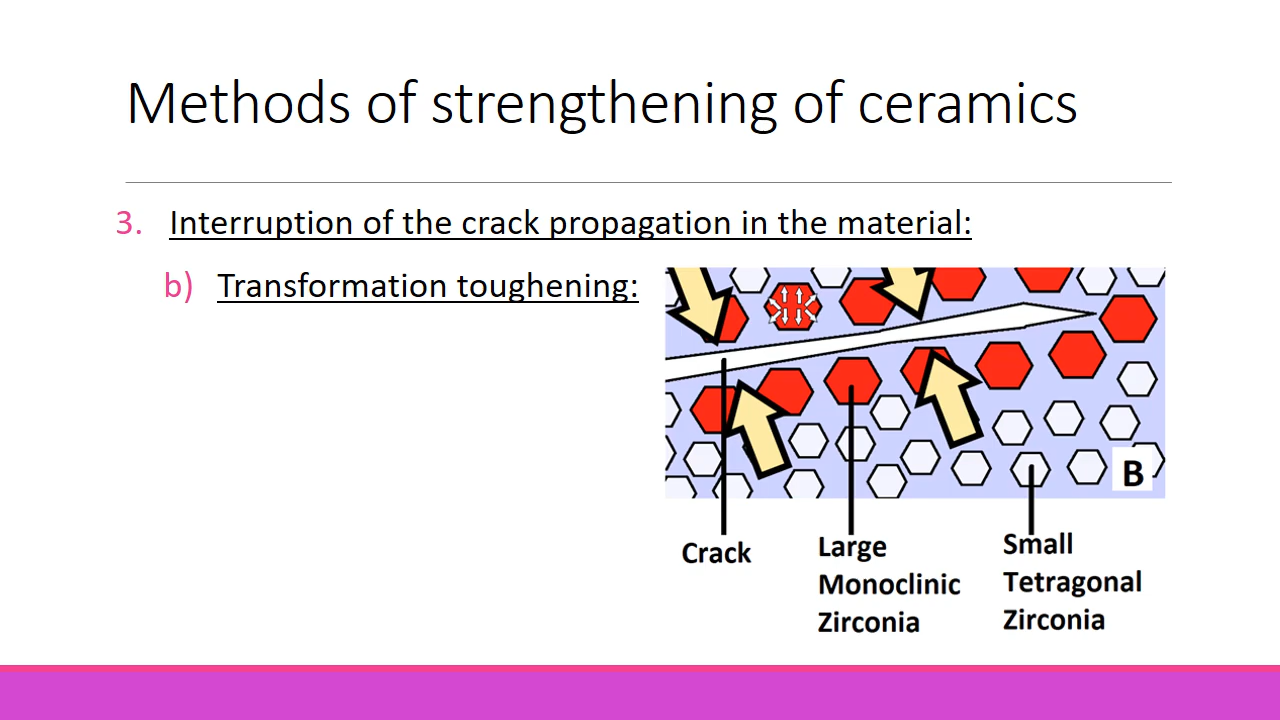 Methods of strengthening of ceramics
3. Interruption of the crack propagation in the material:
b) Transformation toughening:
B
Crack
Large
Monoclinic
Zirconia
Small
Tetragonal
Zirconia